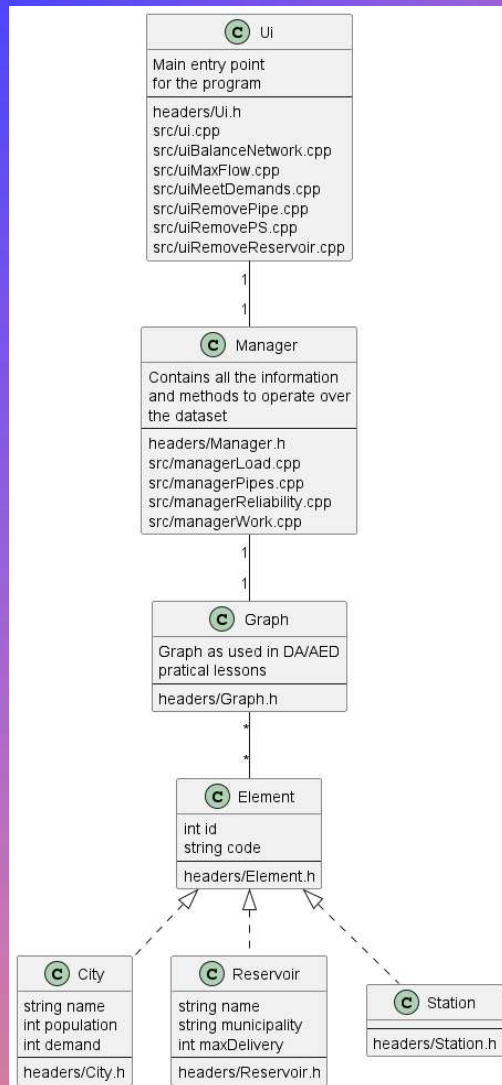 C Ui
Main entry point
for the program
headers/Ui.h
src/ui.cpp
src/uiBalanceNetwork.cpp
src/uiMaxFlow.cpp
src/uiMeetDemands.cpp
src/uiRemovePipe.cpp
src/uiRemovePS.cpp
src/uiRemoveReservoir.cpp
1
1
C Manager
Contains all the information
and methods to operate over
the dataset
headers/Manager.h
src/managerLoad.cpp
src/managerPipes.cpp
src/managerReliability.cpp
src/managerWork.cpp
1
1
C Graph
Graph as used in DA/AED
pratical lessons
headers/Graph.h
*
*
C Element
int id
string code
headers/Element.h
C City
string name
int population
int demand
headers/City.h
C Reservoir
string name
string municipality
int maxDelivery
headers/Reservoir.h
C Station
headers/Station.h